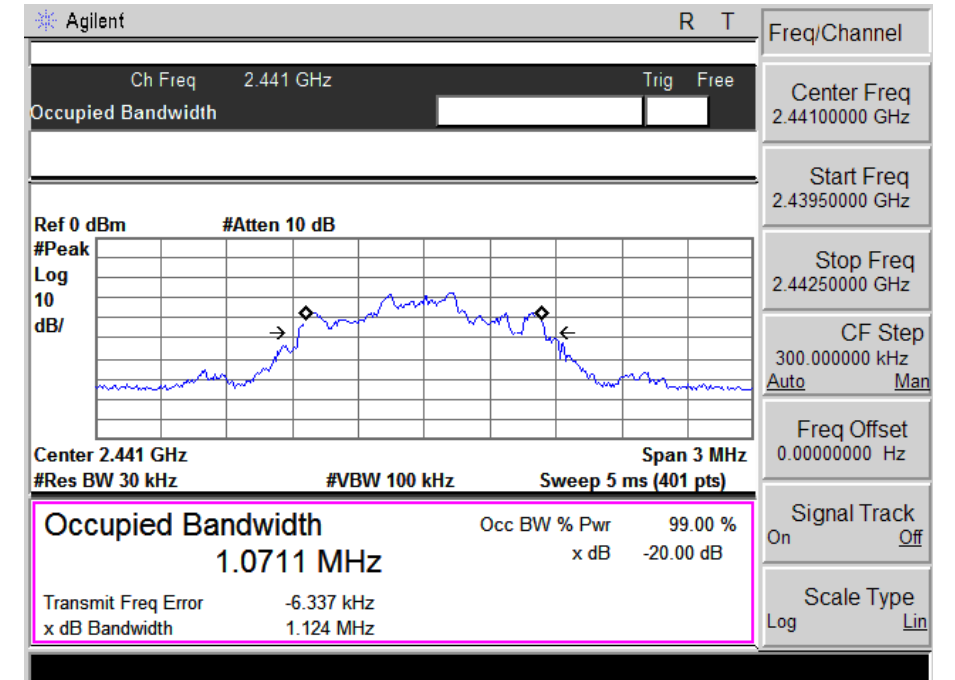 Agilent R T
Ch Freq 2.441 GHz Trig Free
Occupied Bandwidth
Ref 0 dBm #Atten 10 dB
#Peak
Log
10
dB/
Center 2.441 GHz Span 3 MHz
#Res BW 30 kHz #VBW 100 kHz Sweep 5 ms (401 pts)
Occupied Bandwidth Occ BW % Pwr 99.00 %
1.0711 MHz x dB -20.00 dB
Transmit Freq Error -6.337 kHz
x dB Bandwidth 1.124 MHz
Freq/Channel
Center Freq
2.44100000 GHz
Start Freq
2.43950000 GHz
Stop Freq
2.44250000 GHz
CF Step
300.000000 kHz
Auto Man
Freq Offset
0.00000000 Hz
Signal Track
On Off
Scale Type
Log Lin